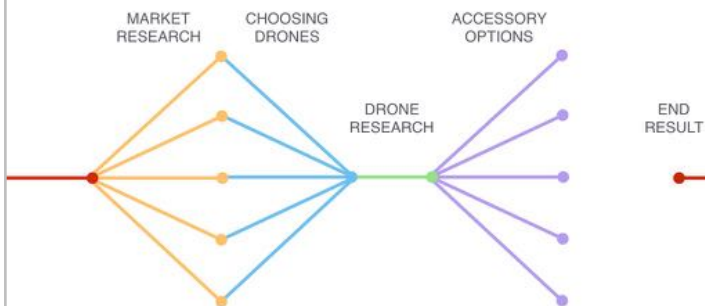 MARKET
RESEARCH
CHOOSING
DRONES
ACCESSORY
OPTIONS
DRONE
RESEARCH
END
RESULT